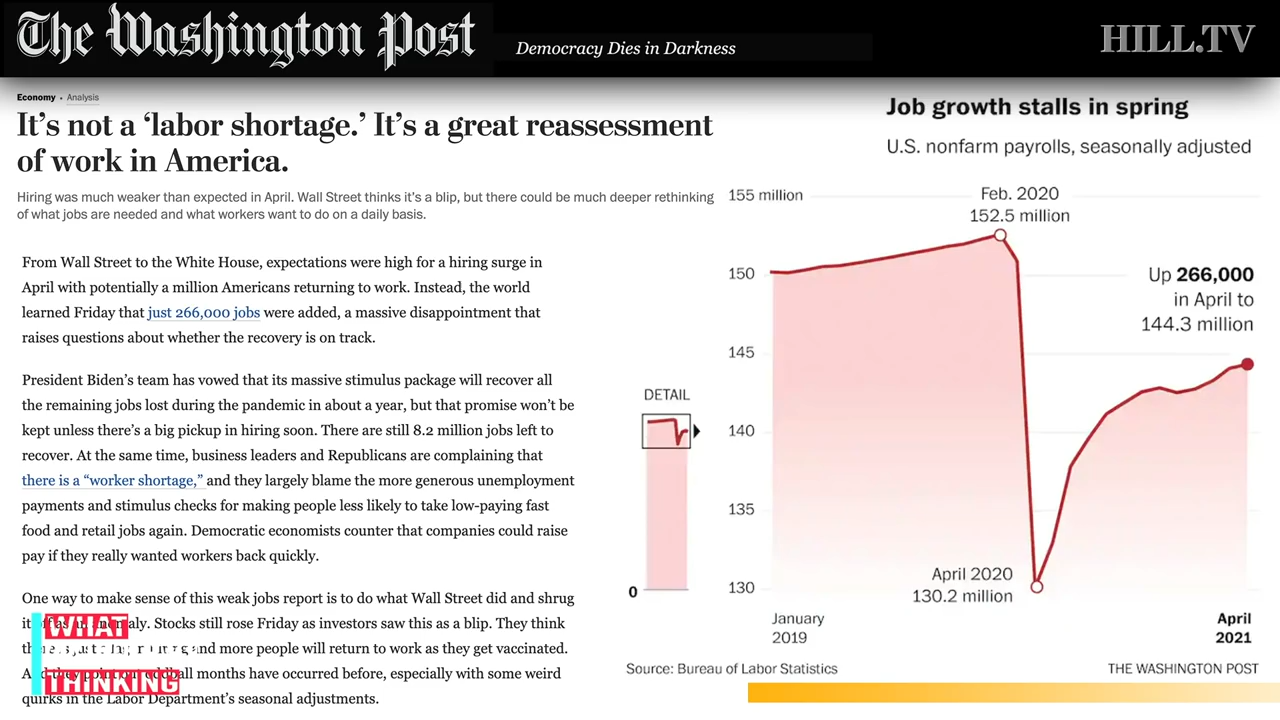 The Washington Post
Democracy Dies in Darkness
HILL.TV
Economy • Analysis
It's not a 'labor shortage.' It's a great reassessment
of work in America.
Hiring was much weaker than expected in April. Wall Street thinks it's a blip, but there could be much deeper rethinking
of what jobs are needed and what workers want to do on a daily basis.
From Wall Street to the White House, expectations were high for a hiring surge in
April with potentially a million Americans returning to work. Instead, the world
learned Friday that just 266,000 jobs were added, a massive disappointment that
raises questions about whether the recovery is on track.
President Biden's team has vowed that its massive stimulus package will recover all
the remaining jobs lost during the pandemic in about a year, but that promise won't be
kept unless there's a big pickup in hiring soon. There are still 8.2 million jobs left to
recover. At the same time, business leaders and Republicans are complaining that
there is a "worker shortage," and they largely blame the more generous unemployment
payments and stimulus checks for making people less likely to take low-paying fast
food and retail jobs again. Democratic economists counter that companies could raise
pay if they really wanted workers back quickly.
One way to make sense of this weak jobs report is to do what Wall Street did and shrug
Stocks still rose Friday as investors saw this as a blip. They think
and more people will return to work as they get vaccinated.
months have occurred before, especially with some weird
quirks in the Labor Department's seasonal adjustments.
WHAT
THINKING
Job growth stalls in spring
U.S. nonfarm payrolls, seasonally adjusted
155 million
Feb. 2020
152.5 million
150
Up 266,000
in April to
144.3 million
145
DETAIL
140
135
April 2020
130.2 million
130
0
January
2019
April
2021
Source: Bureau of Labor Statistics
THE WASHINGTON POST